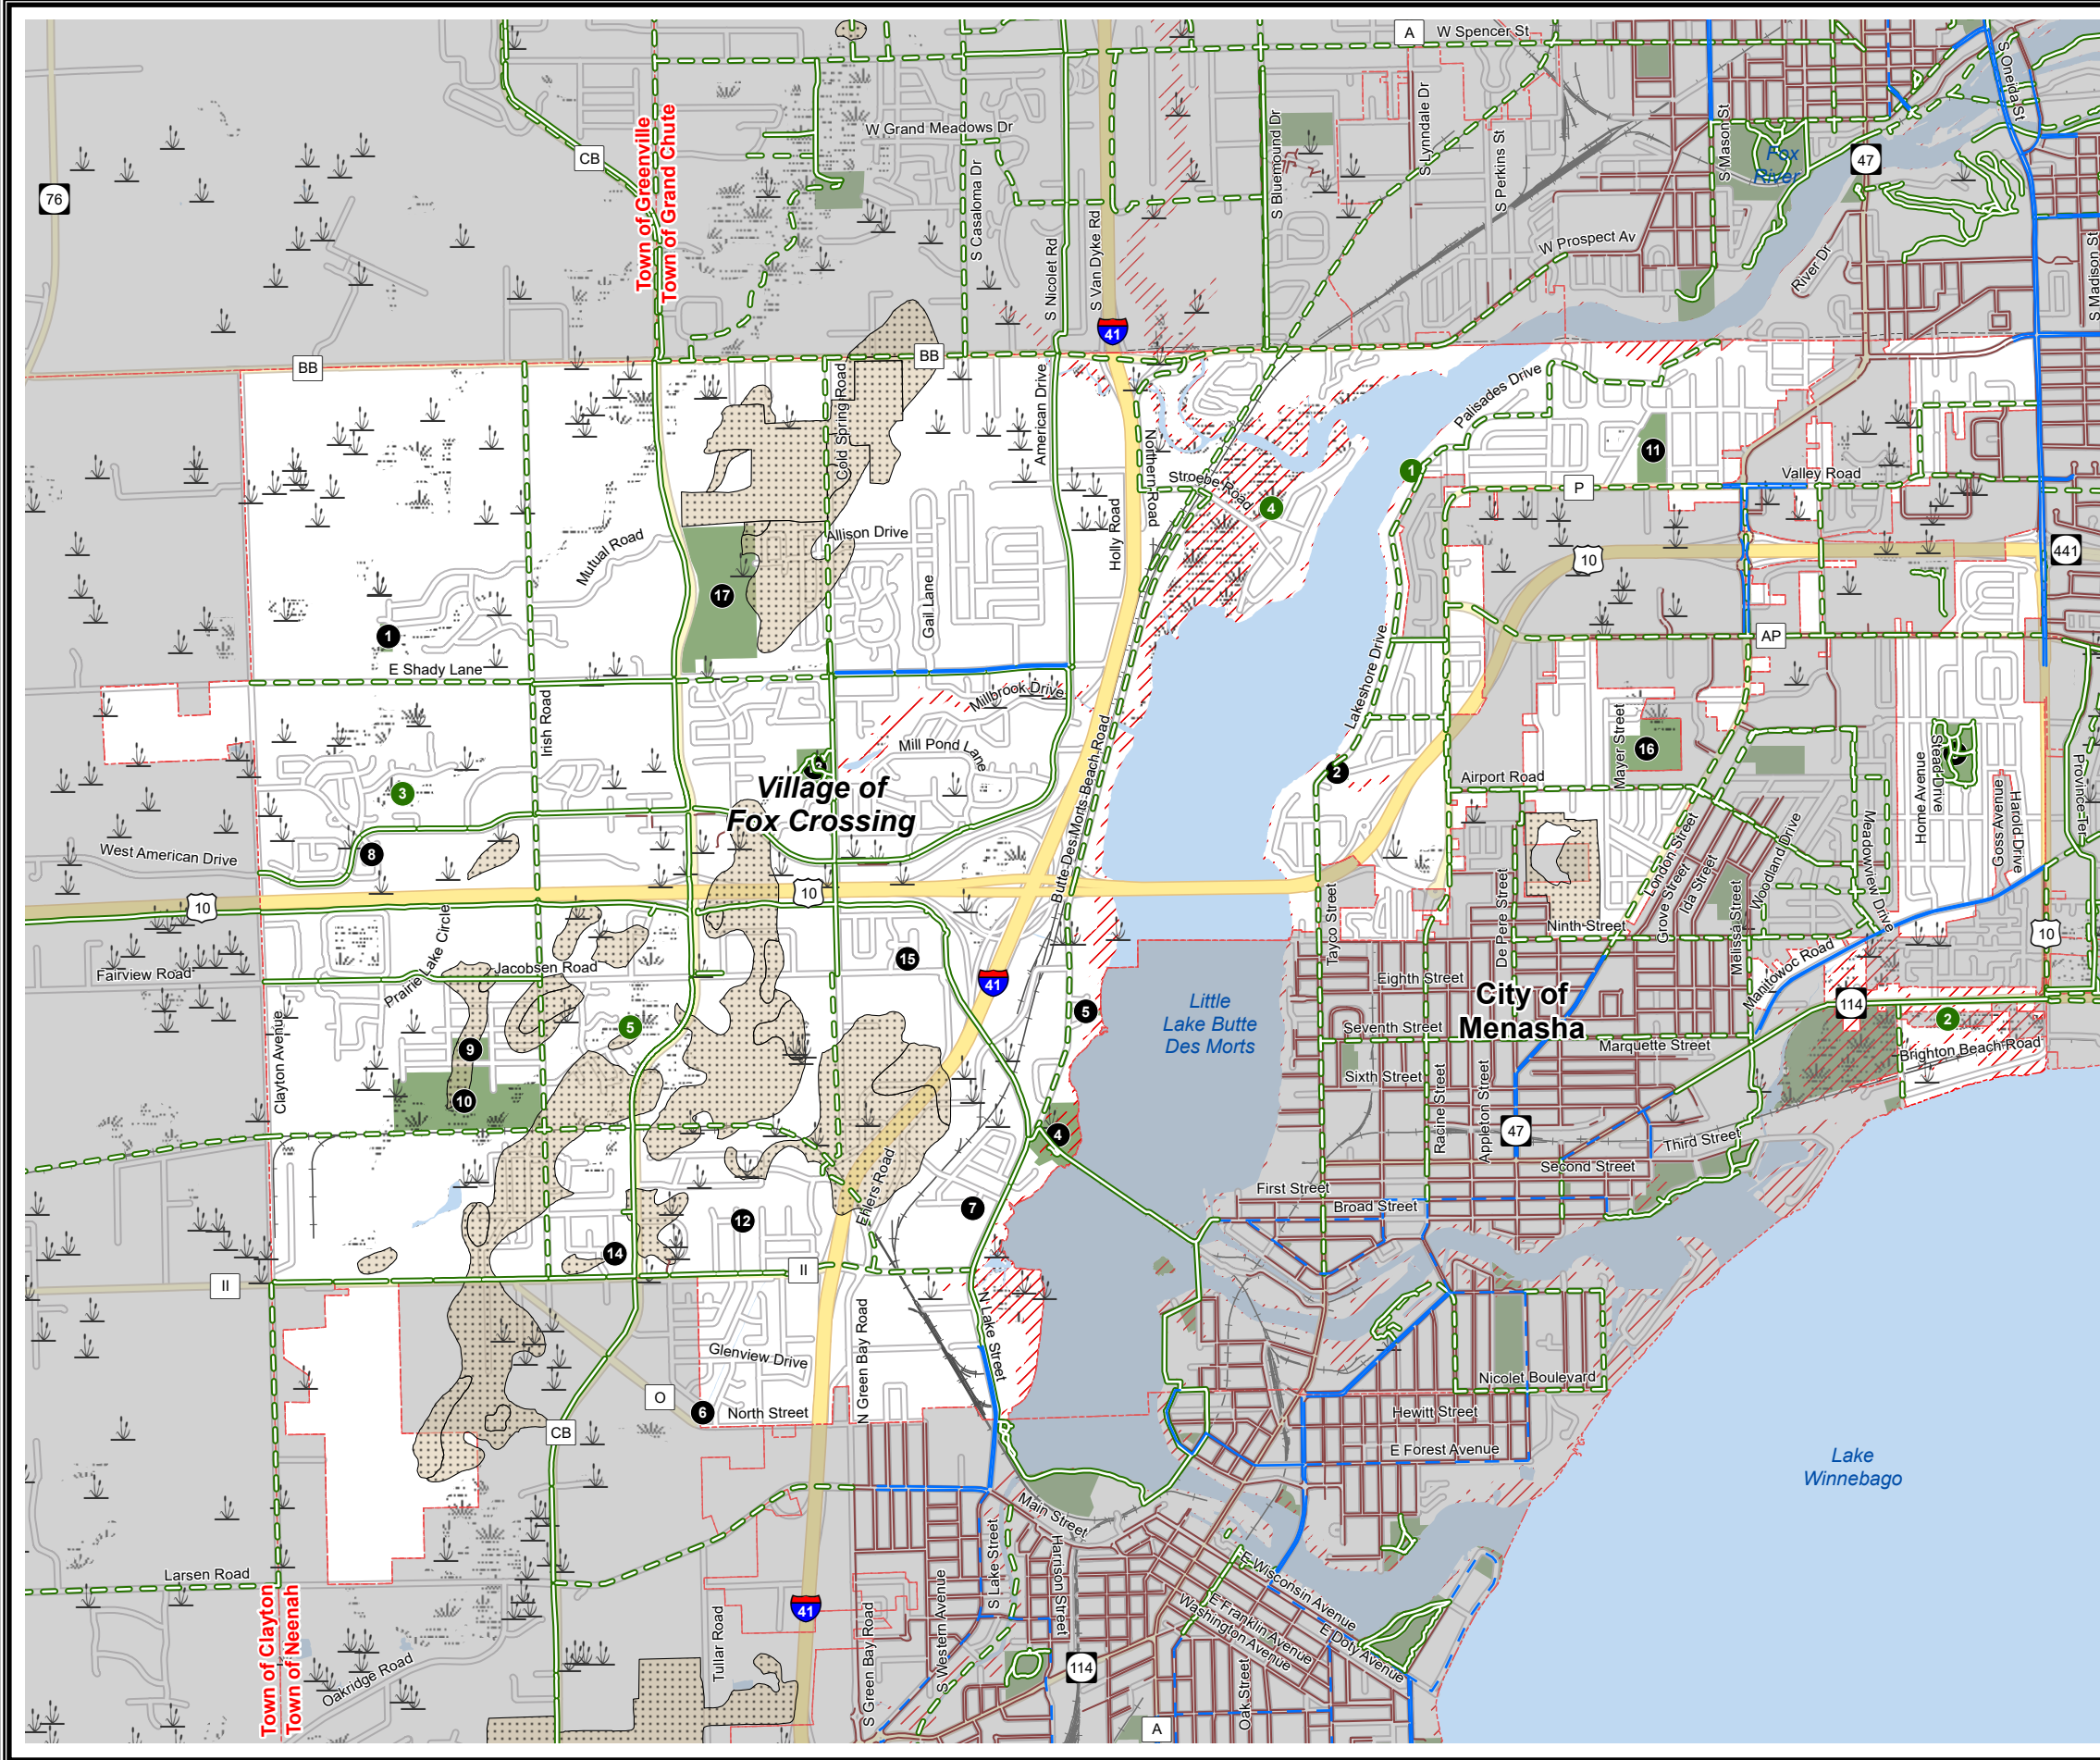 A
W Spencer St
S Oneida St
W Grand Meadows Dr
CB
76
Town of Greenville
Town of Grand Chute
S Casaloma Dr
S Nicolet Rd
S Van Dyke Rd
S Bluemound Dr
S Lynndale Dr
S Perkins St
S Mason St
Fox
River
47
W Prospect Av
River Dr
S Madison St
41
BB
BB
Cold Spring Road
American Drive
Palisades Drive
11
1
Valley Road
P
Northern Road
Stroebe Road
4
Holly Road
Mutual Road
Allison Drive
10
441
17
Gail Lane
1
E Shady Lane
AP
Lakeshore Drive
Millbrook Drive
Irish Road
Mill Pond Lane
Butte Des Morts Beach Road
Mayer Street
16
Home Avenue
Stead Drive
Province Ter
2
Airport Road
Village of
Fox Crossing
3
Goss Avenue
Harold Drive
Meadowview Drive
West American Drive
8
London Street
Woodland Drive
Grove Street
Ida Street
10
10
Prairie Lake Circle
Tayco Street
De Pere Street
Ninth Street
Melissa Street
10
15
Jacobsen Road
Fairview Road
Eighth Street
Manitowoc Road
41
City of
Menasha
Little
Lake Butte
Des Morts
5
114
2
Clayton Avenue
5
Seventh Street
Marquette Street
Brighton Beach Road
9
Sixth Street
Racine Street
Appleton Street
10
4
47
Third Street
Second Street
Ehlers Road
First Street
Broad Street
7
12
14
II
II
N Lake Street
N Green Bay Road
Glenview Drive
O
6
North Street
Nicolet Boulevard
Hewitt Street
CB
E Forest Avenue
Lake
Winnebago
Main Street
Larsen Road
Town of Clayton
Town of Neenah
S Lake Street
Harrison Street
E Wisconsin Avenue
41
S Western Avenue
E Franklin Avenue
Washington Avenue
E Doty Avenue
Tullar Road
S Green Bay Road
Oakridge Road
114
Oak Street
A